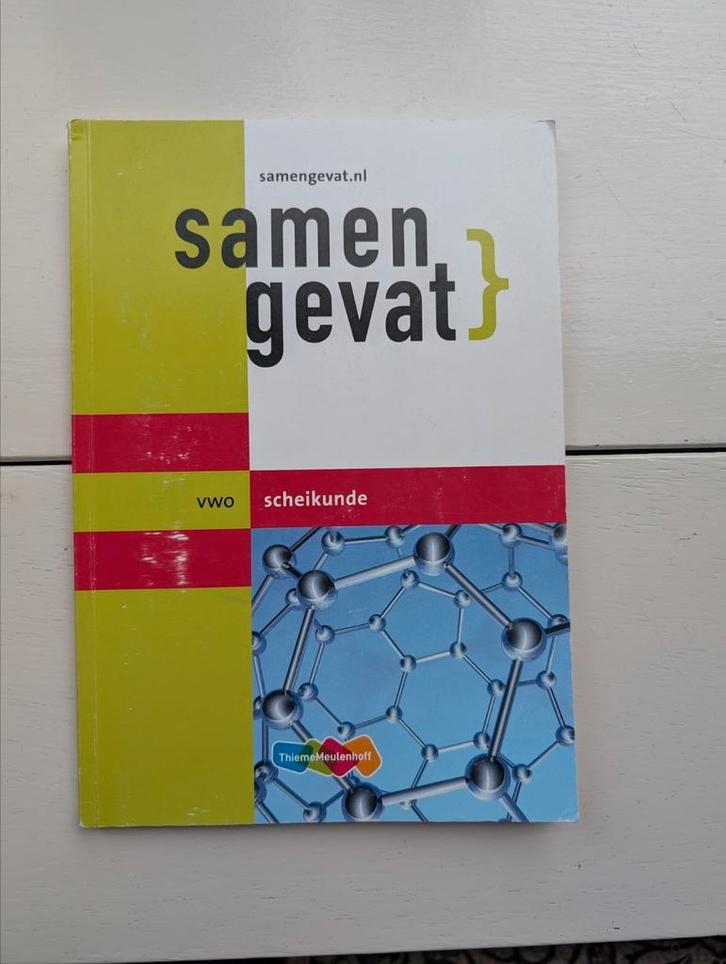 samengevat.nl
samen
gevat}
vwo
scheikunde
ThiemeMeulenhoff